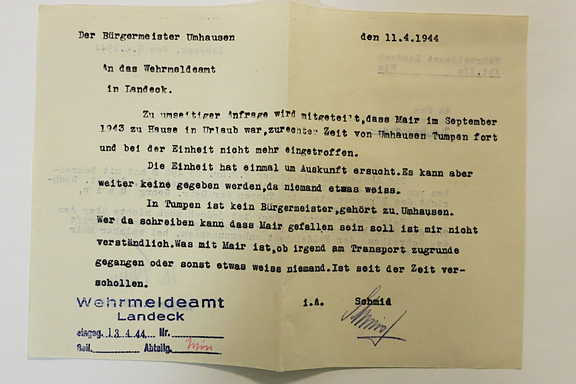 Der Bürgermeister Umhausen den 11.4.1944
An das Wehrmeldeamt
in Landeck.
Zu umseitiger Anfrage wird mitgeteilt,dass Mair im September
1943 zu Hause in Urlaub war,zurechter Zeit von Umhausen Tumpen fort
und bei der Einheit nicht mehr eingetroffen.
Die Einheit hat einmal um Auskunft ersucht.Es kann aber
weiter keine gegeben werden,da niemand etwas weiss.
In Tumpen ist kein Bürgermeister,gehört zu Umhausen.
Wer da schreiben kann dass Mair gefallen sein soll ist mir nicht
verständlich.Was mit Mair ist,ob irgend am Transport zugrunde
gegangen oder sonst etwas weiss niemand.Ist seit der Zeit ver-
schollen.
i.A. Schmid
Wehrmeldeamt
Landeck
eingeg. 13.4.44 Nr.
Beil. Abteilg.